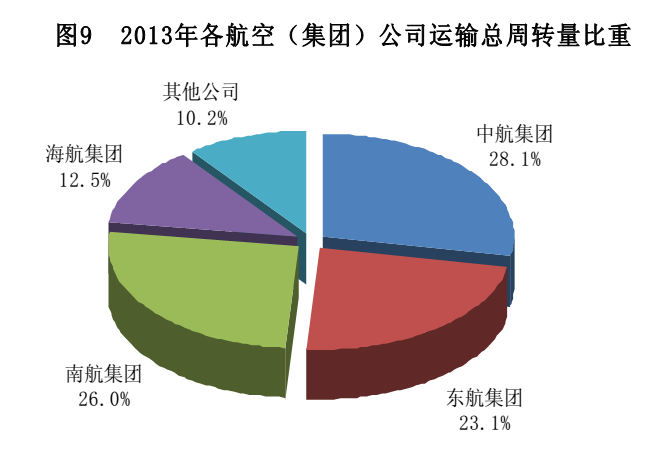 图9  2013年各航空（集团）公司运输总周转量比重
其他公司
10.2%
中航集团
28.1%
海航集团
12.5%
南航集团
26.0%
东航集团
23.1%